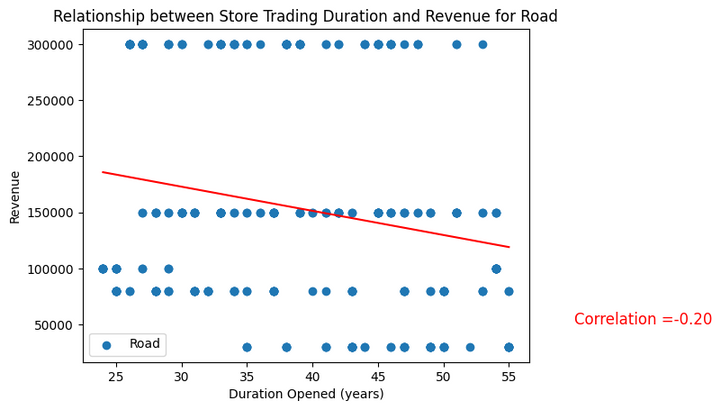 Relationship between Store Trading Duration and Revenue for Road
Revenue
300000
250000
200000
150000
100000
50000
Road
25 30 35 40 45 50 55
Duration Opened (years)
Correlation =-0.20